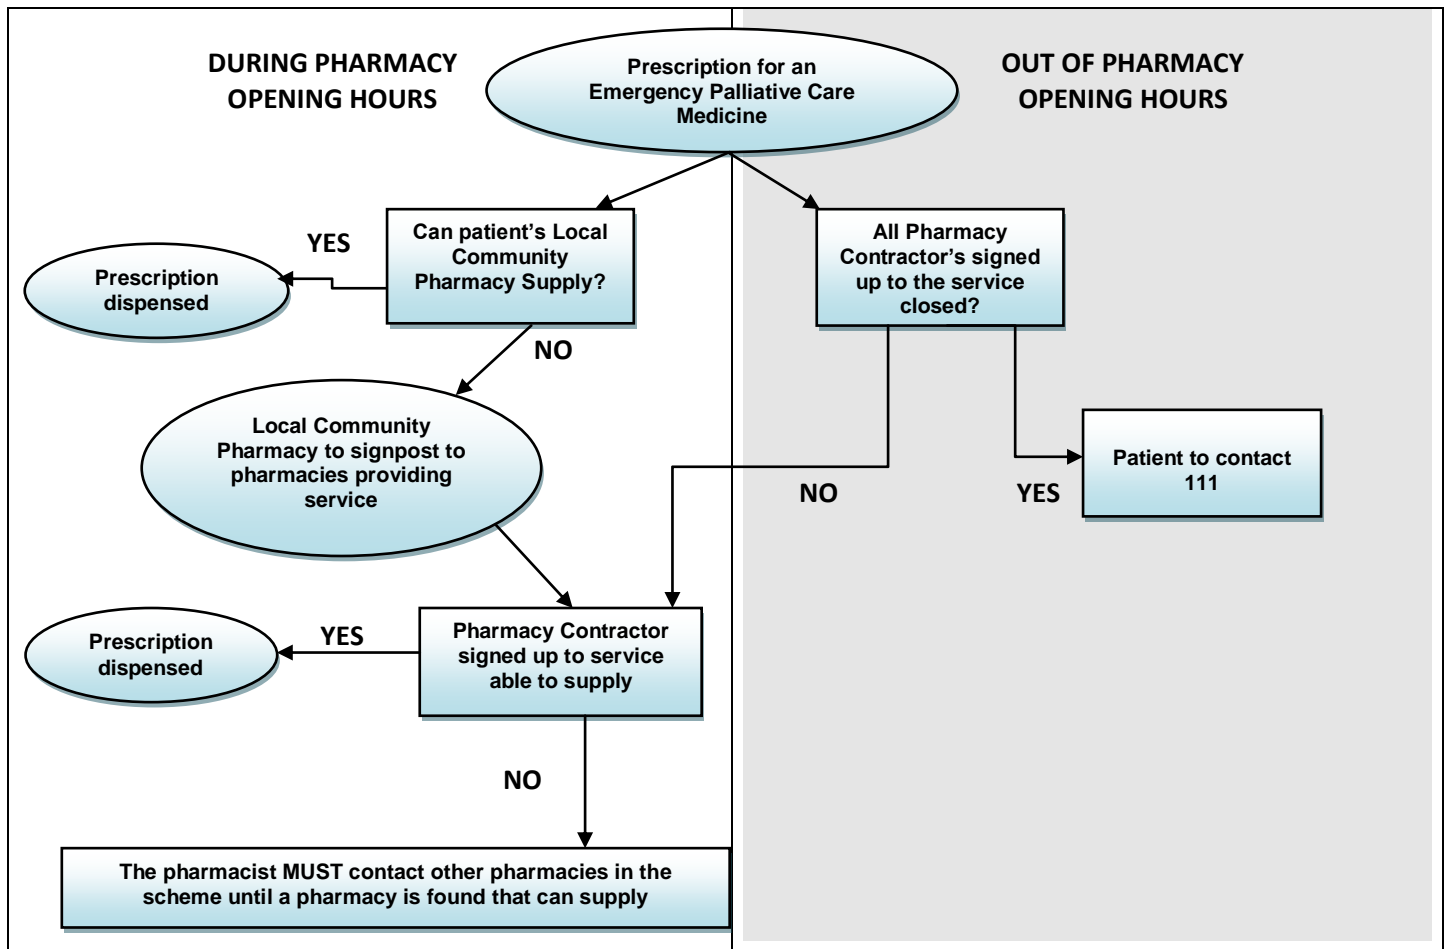 DURING PHARMACY
OPENING HOURS
Prescription for an
Emergency Palliative Care
Medicine
OUT OF PHARMACY
OPENING HOURS
YES
Can patient's Local
Community
Pharmacy Supply?
All Pharmacy
Contractor's signed
up to the service
closed?
Prescription
dispensed
NO
Local Community
Pharmacy to signpost to
pharmacies providing
service
NO
YES
Patient to contact
111
Prescription
dispensed
YES
Pharmacy Contractor
signed up to service
able to supply
NO
The pharmacist MUST contact other pharmacies in the
scheme until a pharmacy is found that can supply